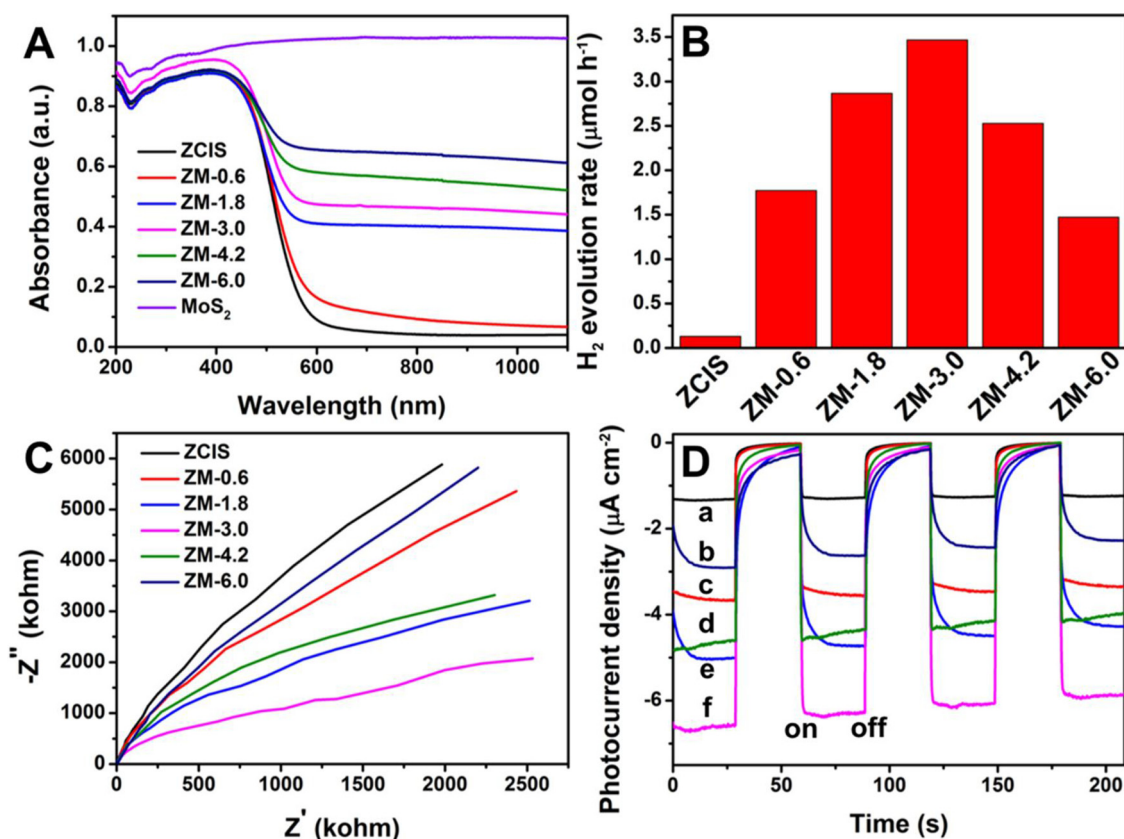 A
Absorbance (a.u.)
1.0
0.8
0.6
0.4
0.2
0.0
ZCIS
ZM-0.6
ZM-1.8
ZM-3.0
ZM-4.2
ZM-6.0
MoS₂
200 400 600 800 1000
Wavelength (nm)
B
H₂ evolution rate (μmol h⁻¹)
3.5
3.0
2.5
2.0
1.5
1.0
0.5
0.0
ZCIS ZM-0.6 ZM-1.8 ZM-3.0 ZM-4.2 ZM-6.0
C
-Z'' (kohm)
6000
5000
4000
3000
2000
1000
0
ZCIS
ZM-0.6
ZM-1.8
ZM-3.0
ZM-4.2
ZM-6.0
0 500 1000 1500 2000 2500
Z' (kohm)
D
Photocurrent density (μA cm⁻²)
0
-2
-4
-6
a
b
c
d
e
f
on off
0 50 100 150 200
Time (s)